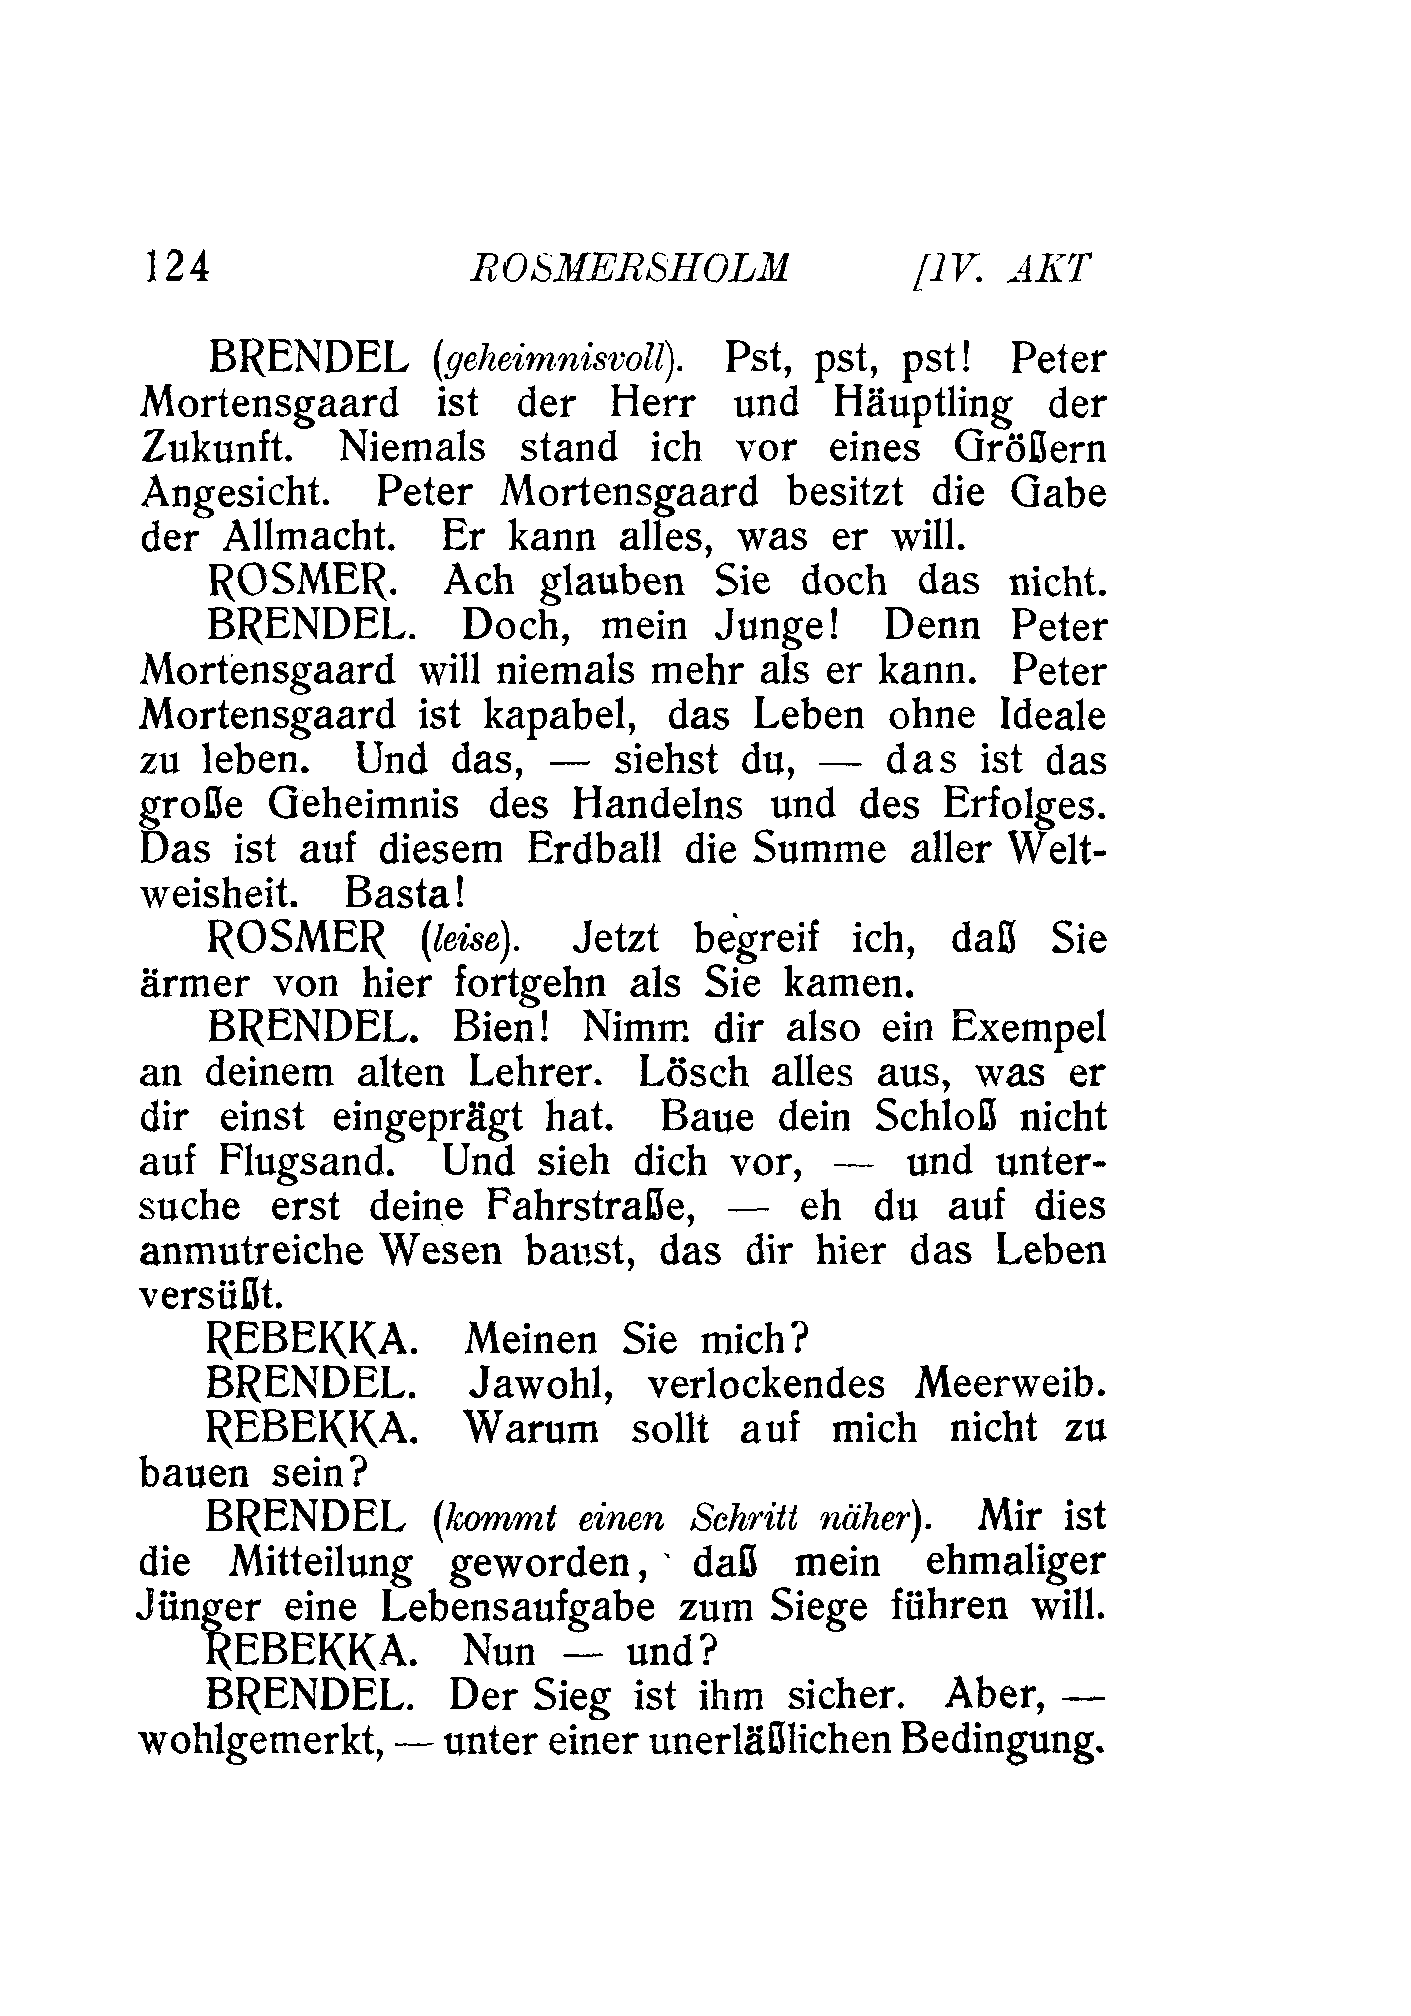 124 ROSMERSHOLM [IV. AKT
BRENDEL (geheimnisvoll). Pst, pst, pst! Peter
Mortensgaard ist der Herr und Häuptling der
Zukunft. Niemals stand ich vor eines Größern
Angesicht. Peter Mortensgaard besitzt die Gabe
der Allmacht. Er kann alles, was er will.
ROSMER. Ach glauben Sie doch das nicht.
BRENDEL. Doch, mein Junge! Denn Peter
Mortensgaard will niemals mehr als er kann. Peter
Mortensgaard ist kapabel, das Leben ohne Ideale
zu leben. Und das, — siehst du, — das ist das
große Geheimnis des Handelns und des Erfolges.
Das ist auf diesem Erdball die Summe aller Welt-
weisheit. Basta!
ROSMER (leise). Jetzt begreif ich, daß Sie
ärmer von hier fortgehn als Sie kamen.
BRENDEL. Bien! Nimm dir also ein Exempel
an deinem alten Lehrer. Lösch alles aus, was er
dir einst eingeprägt hat. Baue dein Schloß nicht
auf Flugsand. Und sieh dich vor, — und unter-
suche erst deine Fahrstraße, — eh du auf dies
anmutreiche Wesen baust, das dir hier das Leben
versüßt.
REBEKKA. Meinen Sie mich?
BRENDEL. Jawohl, verlockendes Meerweib.
REBEKKA. Warum sollt auf mich nicht zu
bauen sein?
BRENDEL (kommt einen Schritt näher). Mir ist
die Mitteilung geworden, daß mein ehmaliger
Jünger eine Lebensaufgabe zum Siege führen will.
REBEKKA. Nun — und?
BRENDEL. Der Sieg ist ihm sicher. Aber, —
wohlgemerkt, — unter einer unerläßlichen Bedingung.